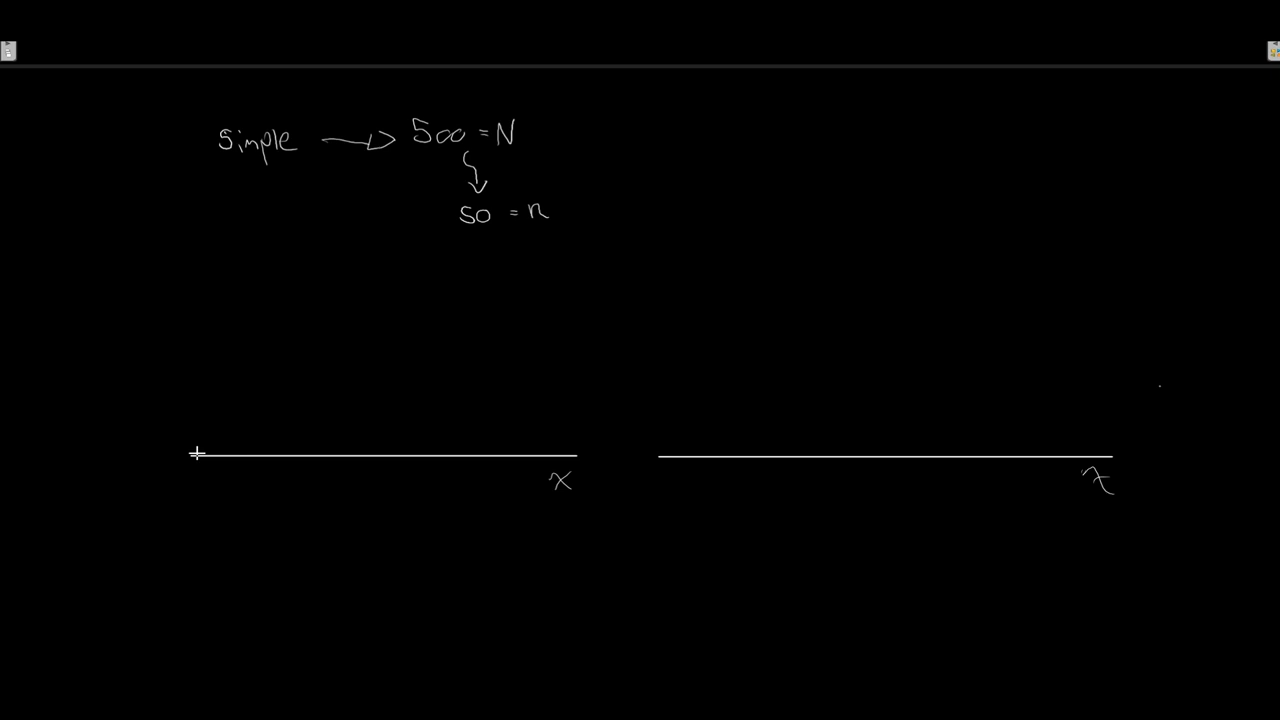 Simple → 500 = N
50 = n
x
z